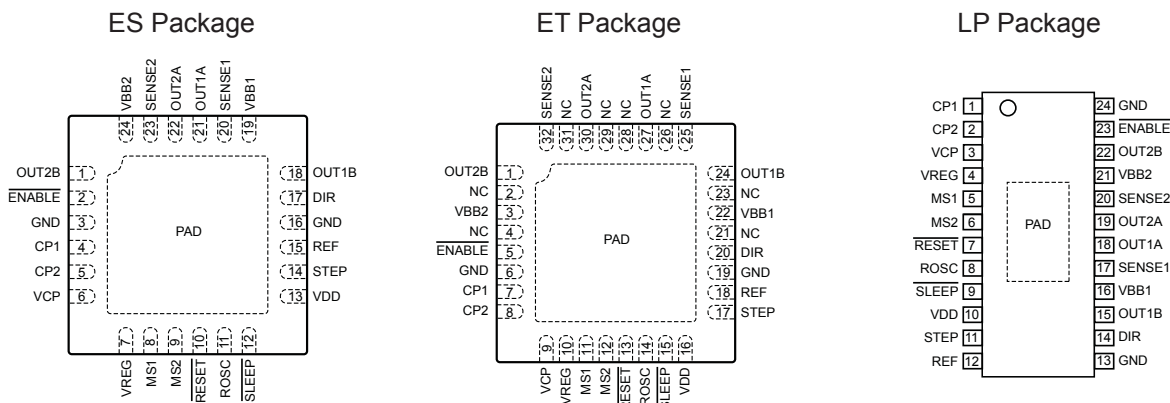 ES Package
ET Package
LP Package
24 VBB2
23 SENSE2
22 OUT2A
21 OUT1A
20 SENSE1
19 VBB1
OUT2B 1
ENABLE 2
GND 3
CP1 4
CP2 5
VCP 6
PAD
18 OUT1B
17 DIR
16 GND
15 REF
14 STEP
13 VDD
VREG 7
MS1 8
MS2 9
RESET 10
ROSC 11
SLEEP 12
32 SENSE2
31 NC
30 OUT2A
29 NC
28 NC
27 OUT1A
26 NC
25 SENSE1
OUT2B 1
NC 2
VBB2 3
NC 4
ENABLE 5
GND 6
CP1 7
CP2 8
PAD
24 OUT1B
23 NC
22 VBB1
21 NC
20 DIR
19 GND
18 REF
17 STEP
VCP 9
VREG 10
MS1 11
MS2 12
RESET 13
ROSC 14
SLEEP 15
VDD 16
CP1 1
CP2 2
VCP 3
VREG 4
MS1 5
MS2 6
RESET 7
ROSC 8
SLEEP 9
VDD 10
STEP 11
REF 12
PAD
24 GND
23 ENABLE
22 OUT2B
21 VBB2
20 SENSE2
19 OUT2A
18 OUT1A
17 SENSE1
16 VBB1
15 OUT1B
14 DIR
13 GND